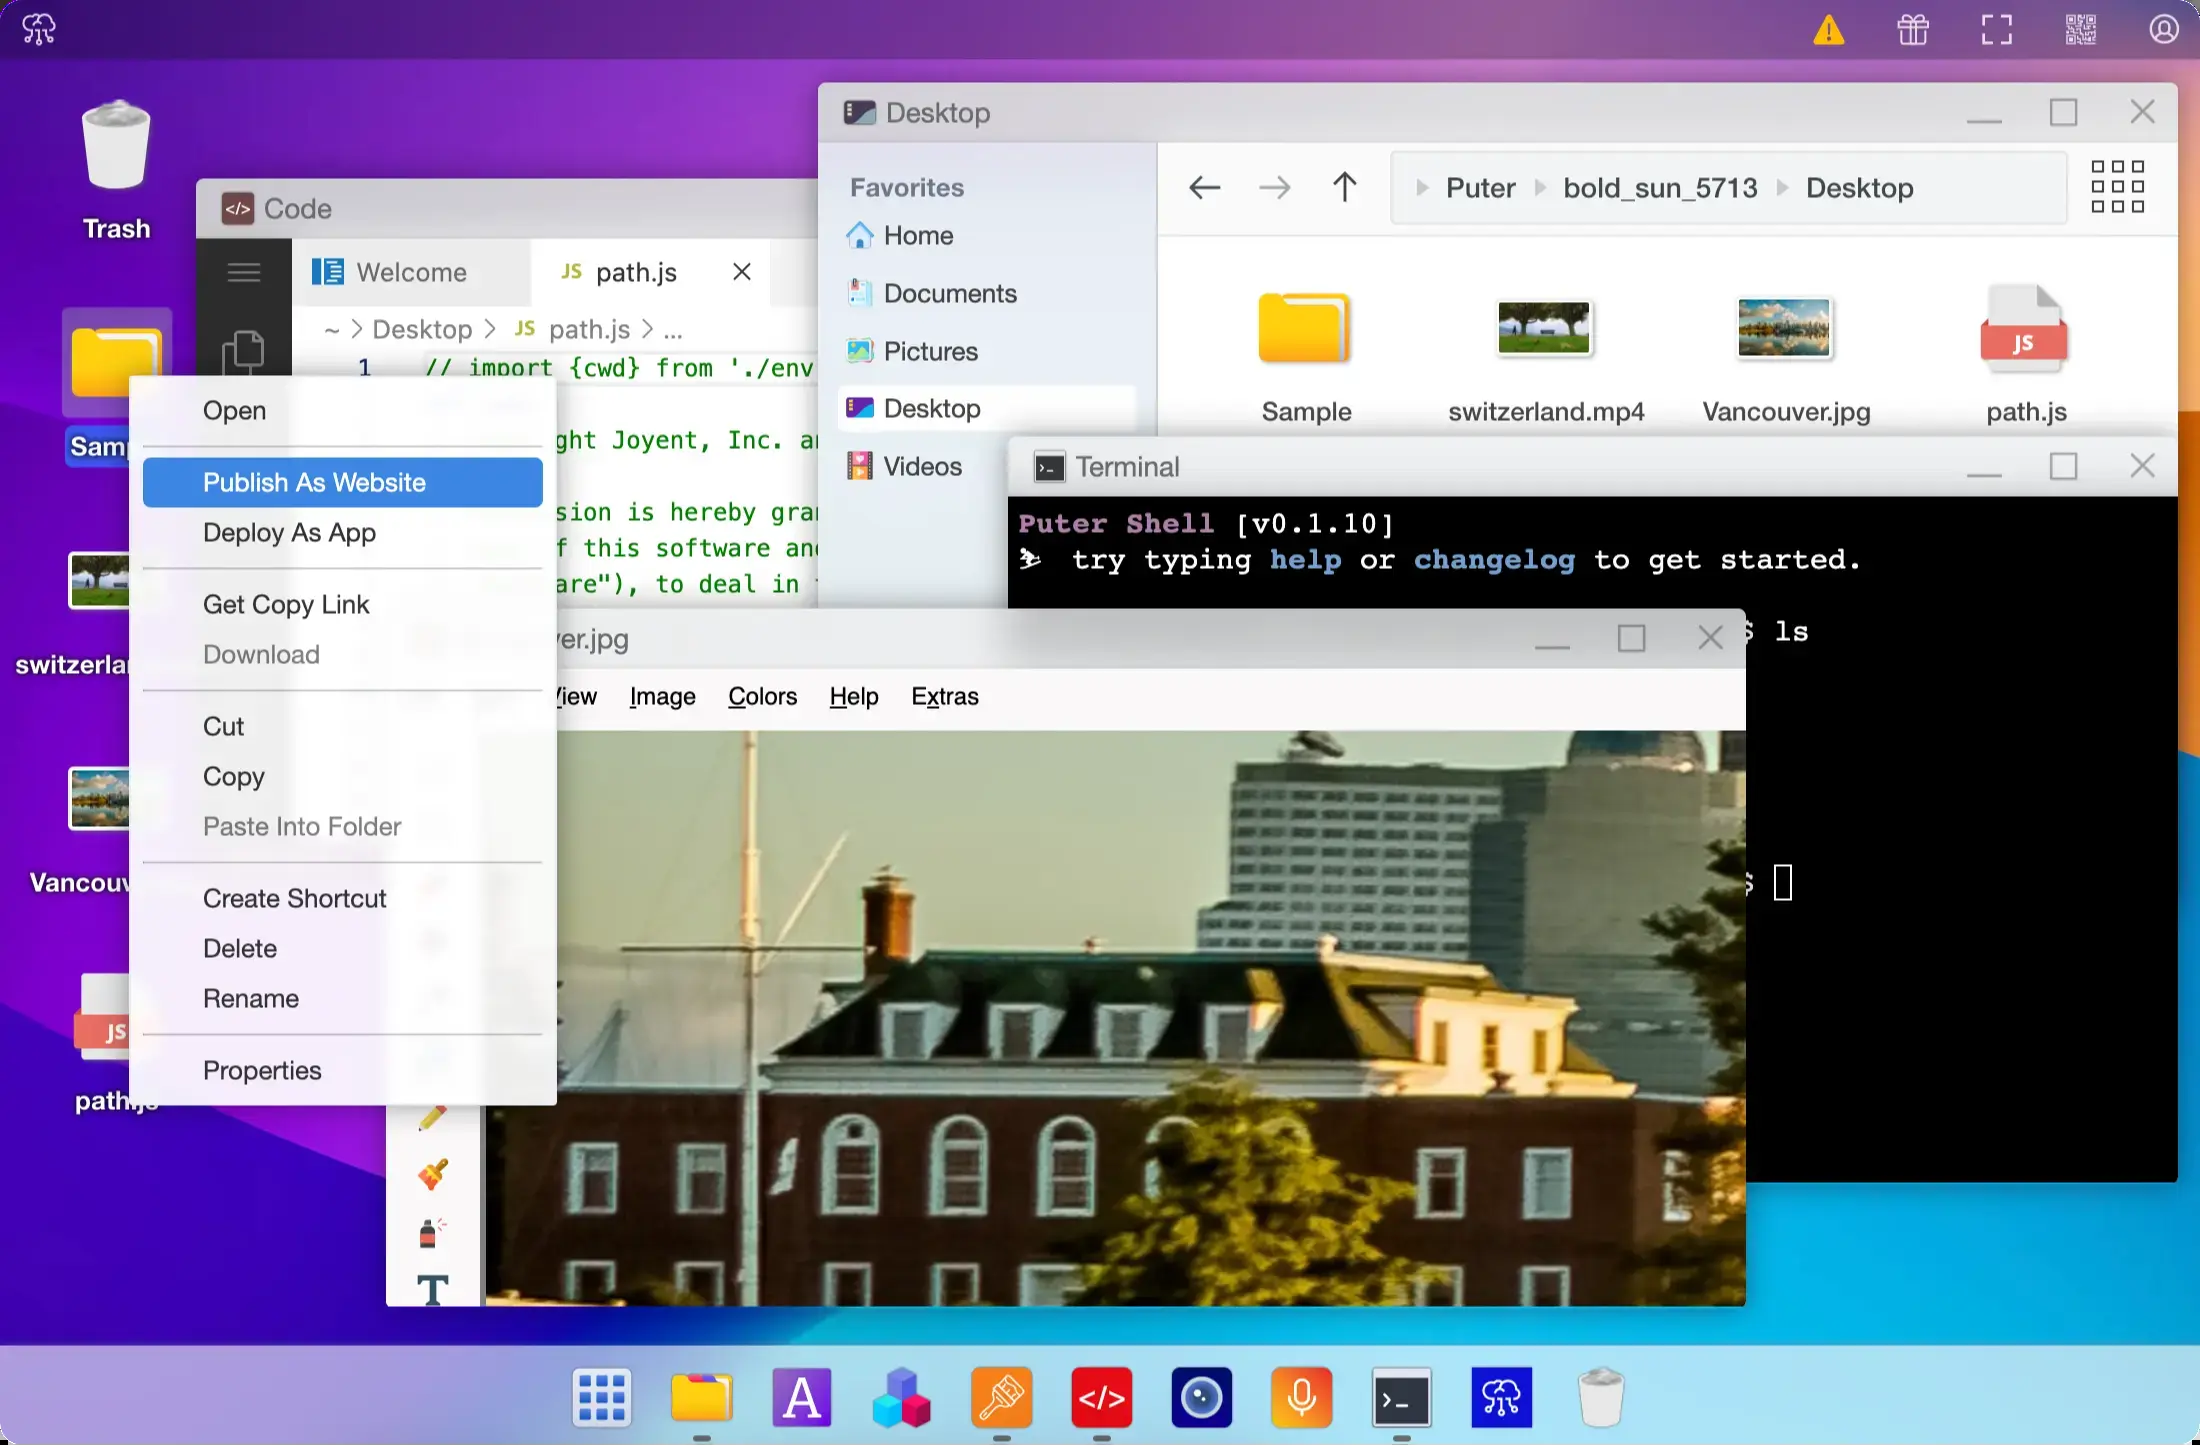 Trash
Code
Welcome
JS path.js
~ > Desktop > JS path.js > ...
1 // import {cwd} from './env
ght Joyent, Inc.
sion is hereby
f this software
are"), to deal in
Desktop
Favorites
Home
Documents
Pictures
Desktop
Videos
Puter bold_sun_5713 Desktop
Sample
switzerland.mp4
Vancouver.jpg
JS
path.js
Terminal
Puter Shell [v0.1.10]
try typing help or changelog to get started.
$ ls
$
er.jpg
View Image Colors Help Extras
Samp
switzerla
Vancouv
JS
path.js
Open
Publish As Website
Deploy As App
Get Copy Link
Download
Cut
Copy
Paste Into Folder
Create Shortcut
Delete
Rename
Properties
T
A
</>
>_